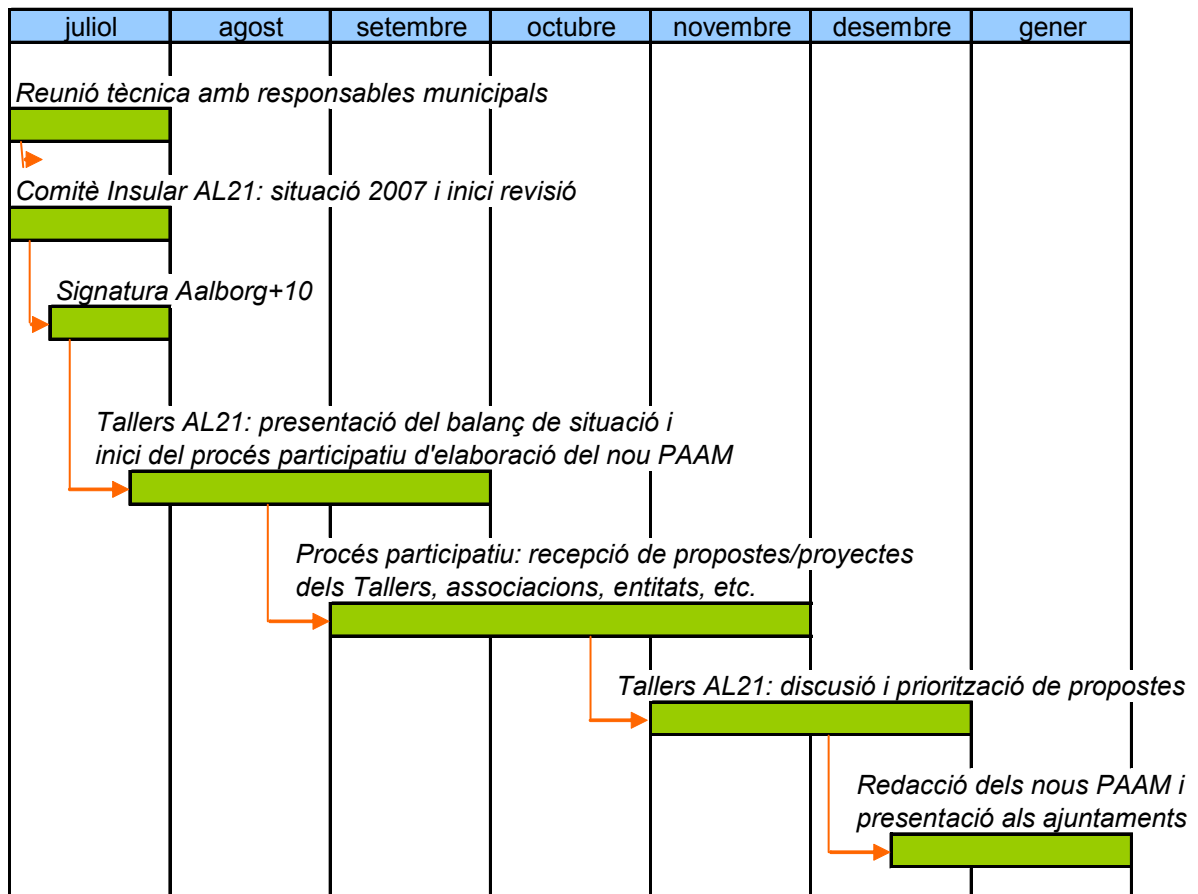 juliol agost setembre octubre novembre desembre gener
Reunió tècnica amb responsables municipals
Comitè Insular AL21: situació 2007 i inici revisió
Signatura Aalborg+10
Tallers AL21: presentació del balanç de situació i
inici del procés participatiu d'elaboració del nou PAAM
Procés participatiu: recepció de propostes/proyectes
dels Tallers, associacions, entitats, etc.
Tallers AL21: discusió i priorització de propostes
Redacció dels nous PAAM i
presentació als ajuntaments